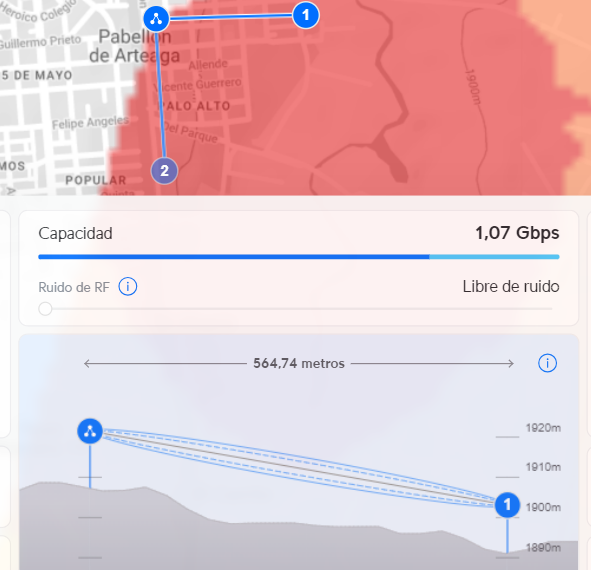 Heroico Colegio
1
Guillermo Prieto
Pabellón
de Arteaga
5 DE MAYO
Allende
Vicente Guerrero
1900m
PALO ALTO
Felipe Angeles
Del Parque
MOS
2
POPULAR
Quinta
Capacidad
1,07 Gbps
Ruido de RF
Libre de ruido
564,74 metros
1920m
1910m
1
1900m
1890m